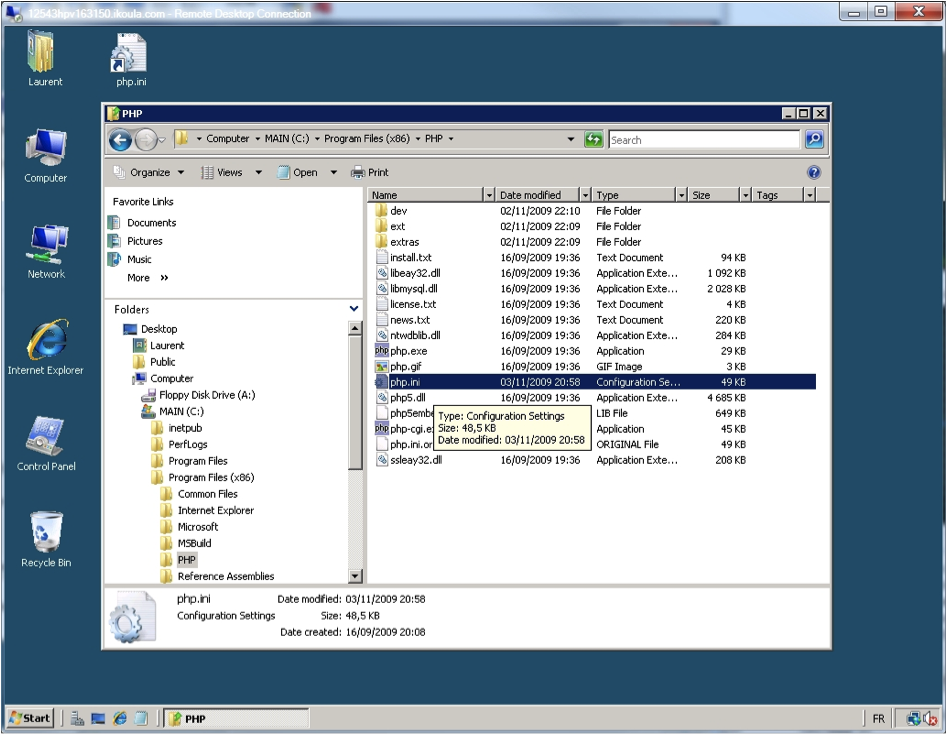 12543hpv163150.ikoula.com - Remote Desktop Connection
Laurent
php.ini
Computer
Network
Internet Explorer
Control Panel
Recycle Bin
PHP
Computer MAIN (C:) Program Files (x86) PHP
Search
Organize Views Open Print
Favorite Links
Documents
Pictures
Music
More »
Folders
Desktop
Laurent
Public
Computer
Floppy Disk Drive (A:)
MAIN (C:)
inetpub
PerfLogs
Program Files
Program Files (x86)
Common Files
Internet Explorer
Microsoft
MSBuild
PHP
Reference Assemblies
Name Date modified Type Size Tags
dev 02/11/2009 22:10 File Folder
ext 02/11/2009 22:09 File Folder
extras 02/11/2009 22:09 File Folder
install.txt 16/09/2009 19:36 Text Document 94 KB
libeay32.dll 16/09/2009 19:36 Application Exte... 1 092 KB
libmysql.dll 16/09/2009 19:36 Application Exte... 2 028 KB
license.txt 16/09/2009 19:36 Text Document 4 KB
news.txt 16/09/2009 19:36 Text Document 220 KB
ntwdblib.dll 16/09/2009 19:36 Application Exte... 284 KB
php php.exe 16/09/2009 19:36 Application 29 KB
php.gif 16/09/2009 19:36 GIF Image 3 KB
php.ini 03/11/2009 20:58 Configuration Se... 49 KB
php5.dll 16/09/2009 19:36 Application Exte... 4 685 KB
php5embe LIB File 649 KB
php php-cgi.e Application 45 KB
php.ini.or ORIGINAL File 49 KB
ssleay32.dll 16/09/2009 19:36 Application Exte... 208 KB
Type: Configuration Settings
Size: 48,5 KB
Date modified: 03/11/2009 20:58
php.ini Date modified: 03/11/2009 20:58
Configuration Settings Size: 48,5 KB
Date created: 16/09/2009 20:08
Start PHP FR